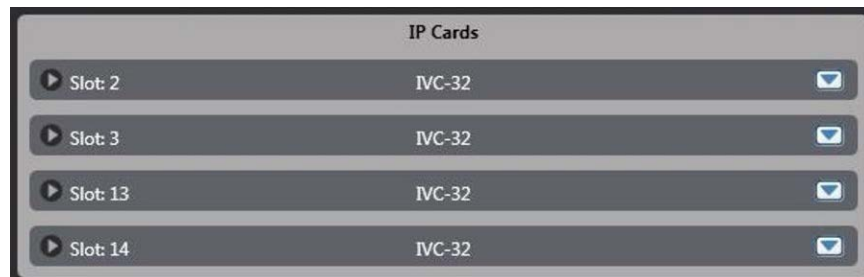 IP Cards
Slot: 2 IVC-32
Slot: 3 IVC-32
Slot: 13 IVC-32
Slot: 14 IVC-32